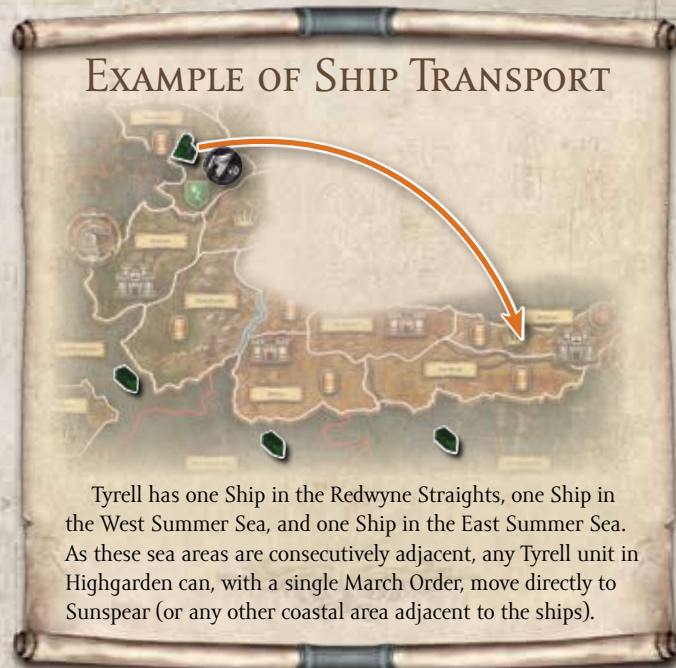 EXAMPLE OF SHIP TRANSPORT
Tyrell has one Ship in the Redwyne Straights, one Ship in
the West Summer Sea, and one Ship in the East Summer Sea.
As these sea areas are consecutively adjacent, any Tyrell unit in
Highgarden can, with a single March Order, move directly to
Sunspear (or any other coastal area adjacent to the ships).